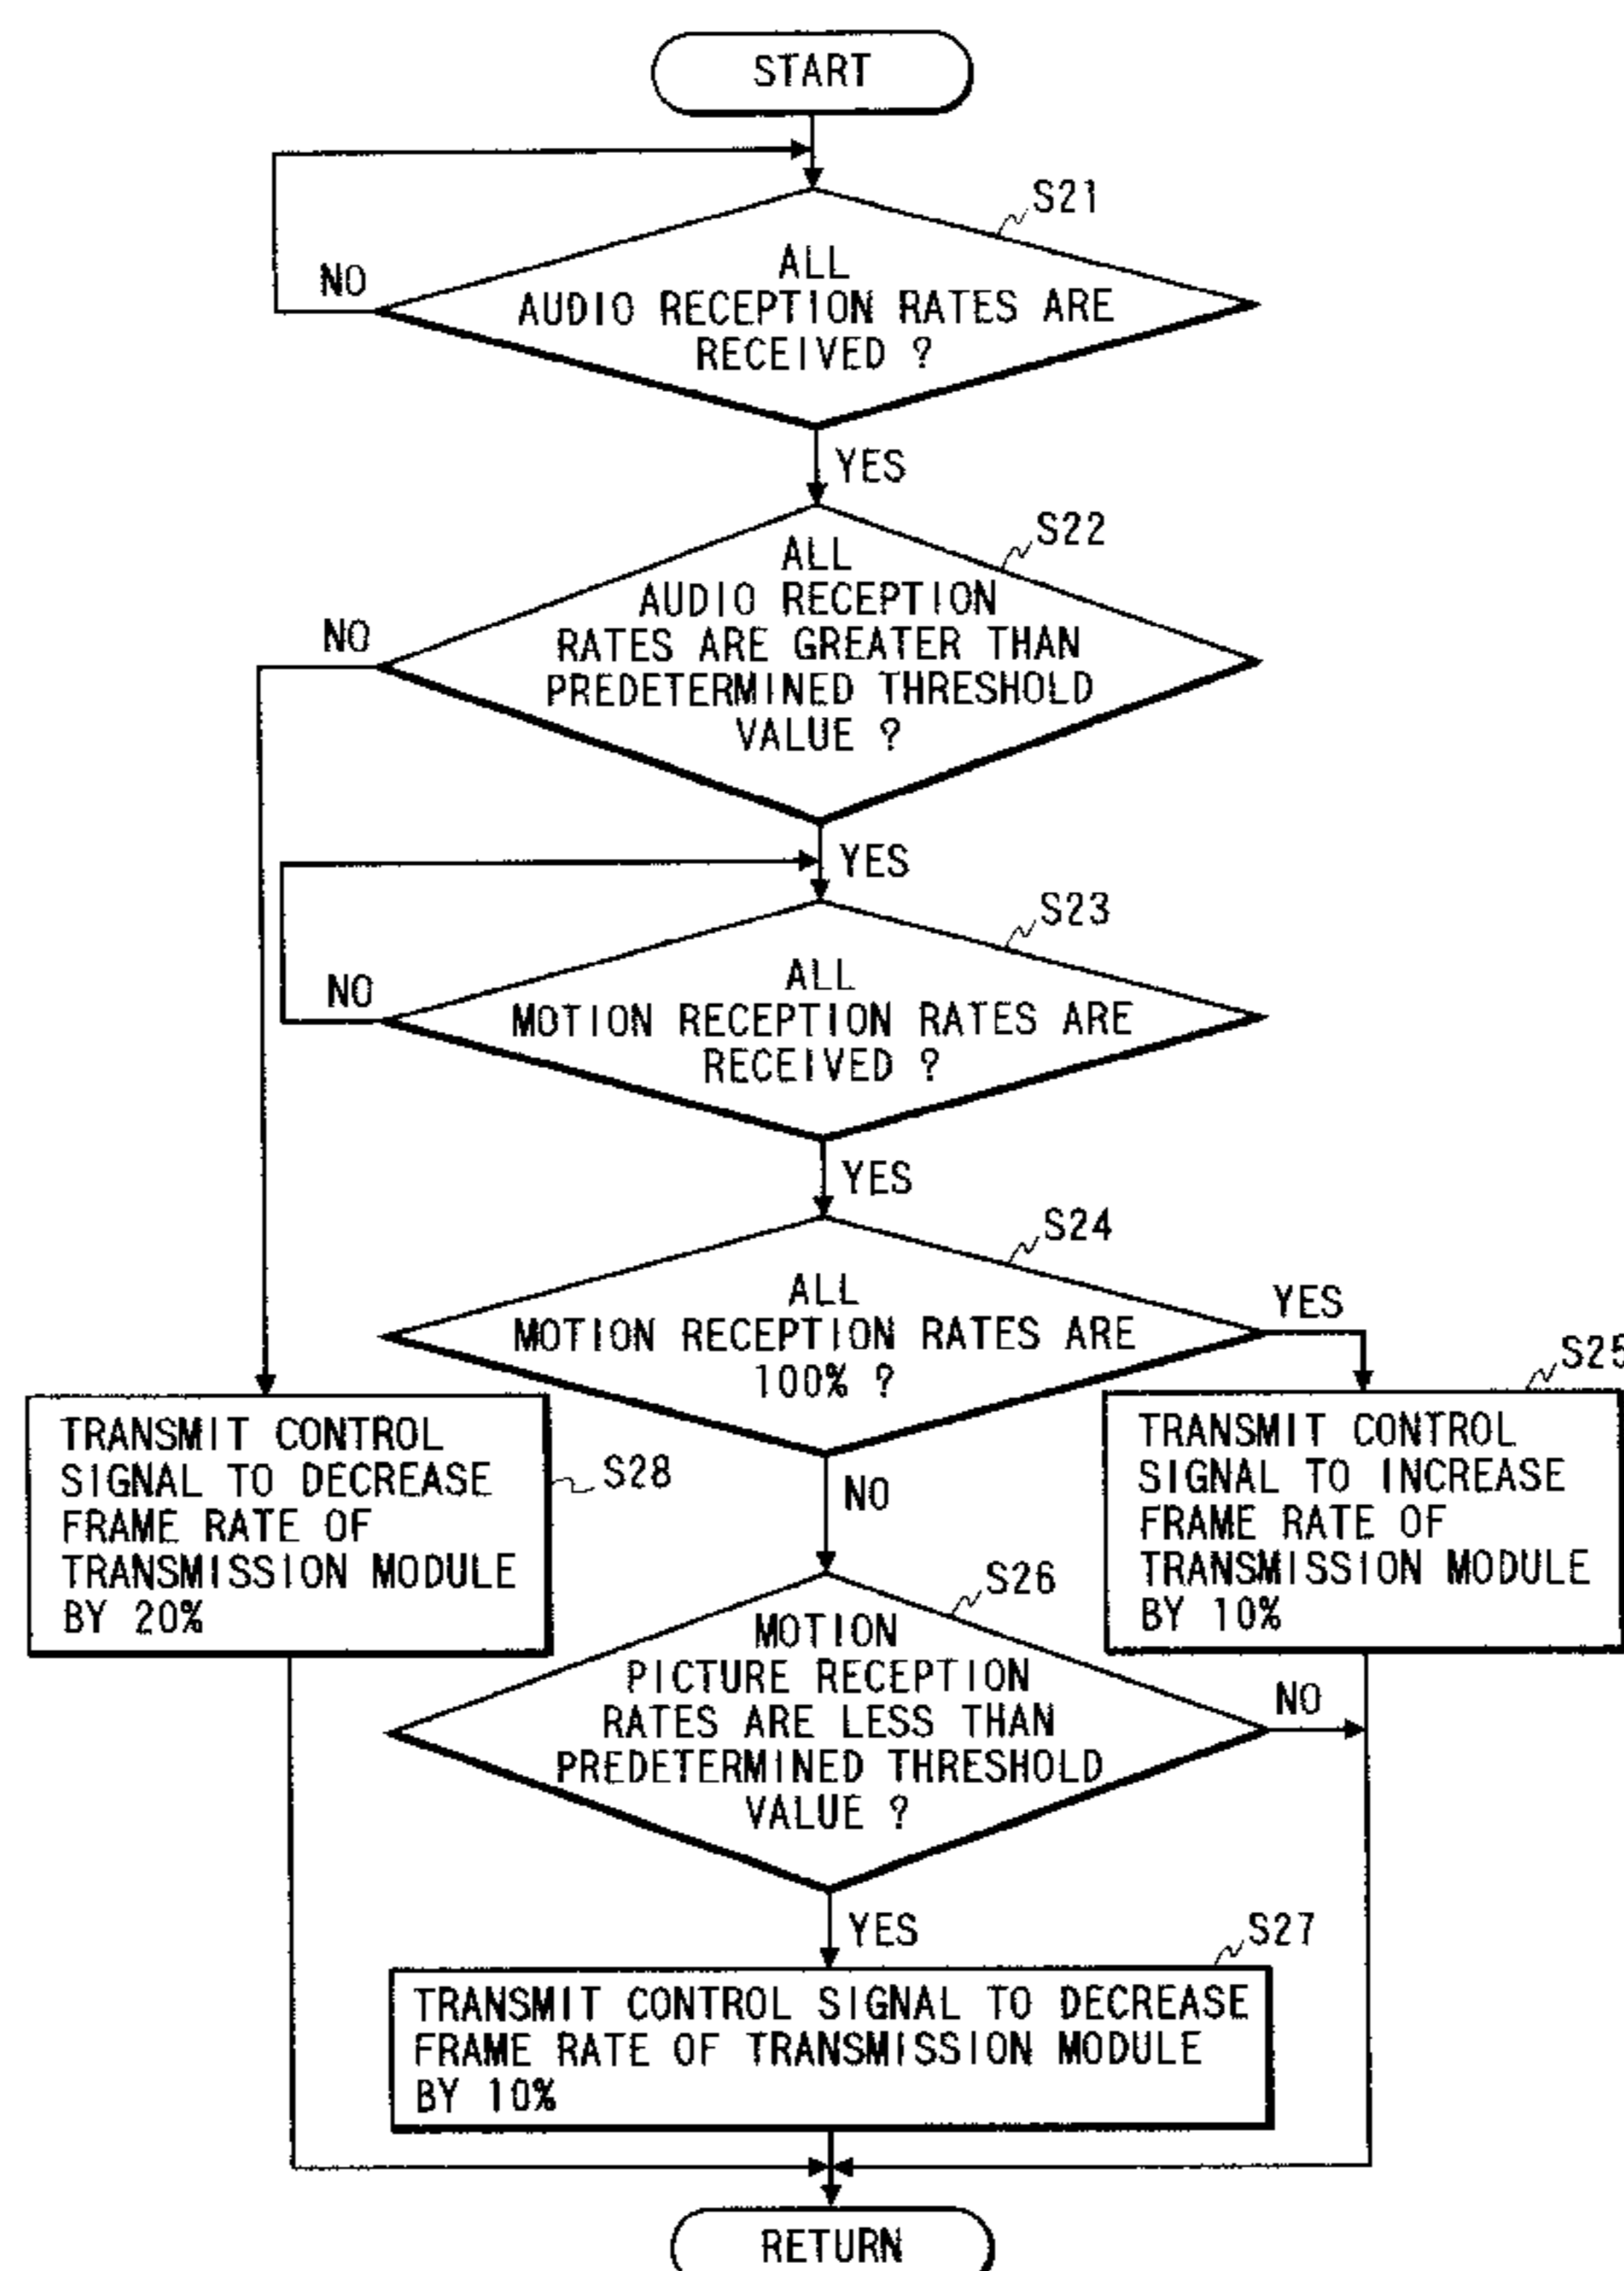 START
S21
ALL
AUDIO RECEPTION RATES ARE
RECEIVED ?
NO
YES
S22
ALL
AUDIO RECEPTION
RATES ARE GREATER THAN
PREDETERMINED THRESHOLD
VALUE ?
NO
YES
S23
ALL
MOTION RECEPTION RATES ARE
RECEIVED ?
NO
YES
S24
ALL
MOTION RECEPTION RATES ARE
100% ?
YES
S25
TRANSMIT CONTROL
SIGNAL TO INCREASE
FRAME RATE OF
TRANSMISSION MODULE
BY 10%
TRANSMIT CONTROL
SIGNAL TO DECREASE
FRAME RATE OF
TRANSMISSION MODULE
BY 20%
S28
NO
S26
MOTION
PICTURE RECEPTION
RATES ARE LESS THAN
PREDETERMINED THRESHOLD
VALUE ?
NO
YES
S27
TRANSMIT CONTROL SIGNAL TO DECREASE
FRAME RATE OF TRANSMISSION MODULE
BY 10%
RETURN